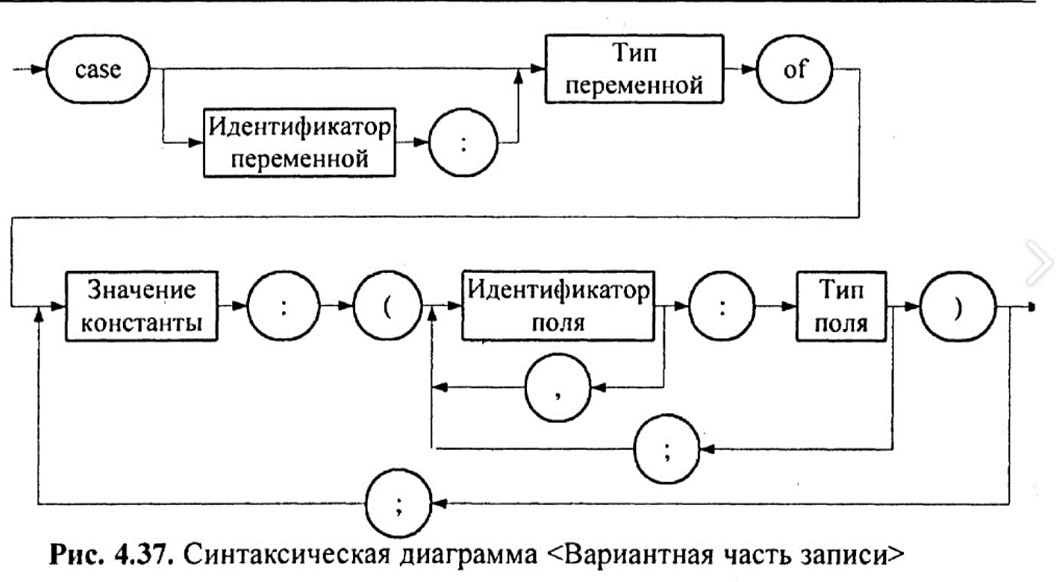 case
Тип
переменной
of
Идентификатор
переменной
:
Значение
константы
:
(
Идентификатор
поля
:
Тип
поля
)
,
;
;
Рис. 4.37. Синтаксическая диаграмма <Вариантная часть записи>